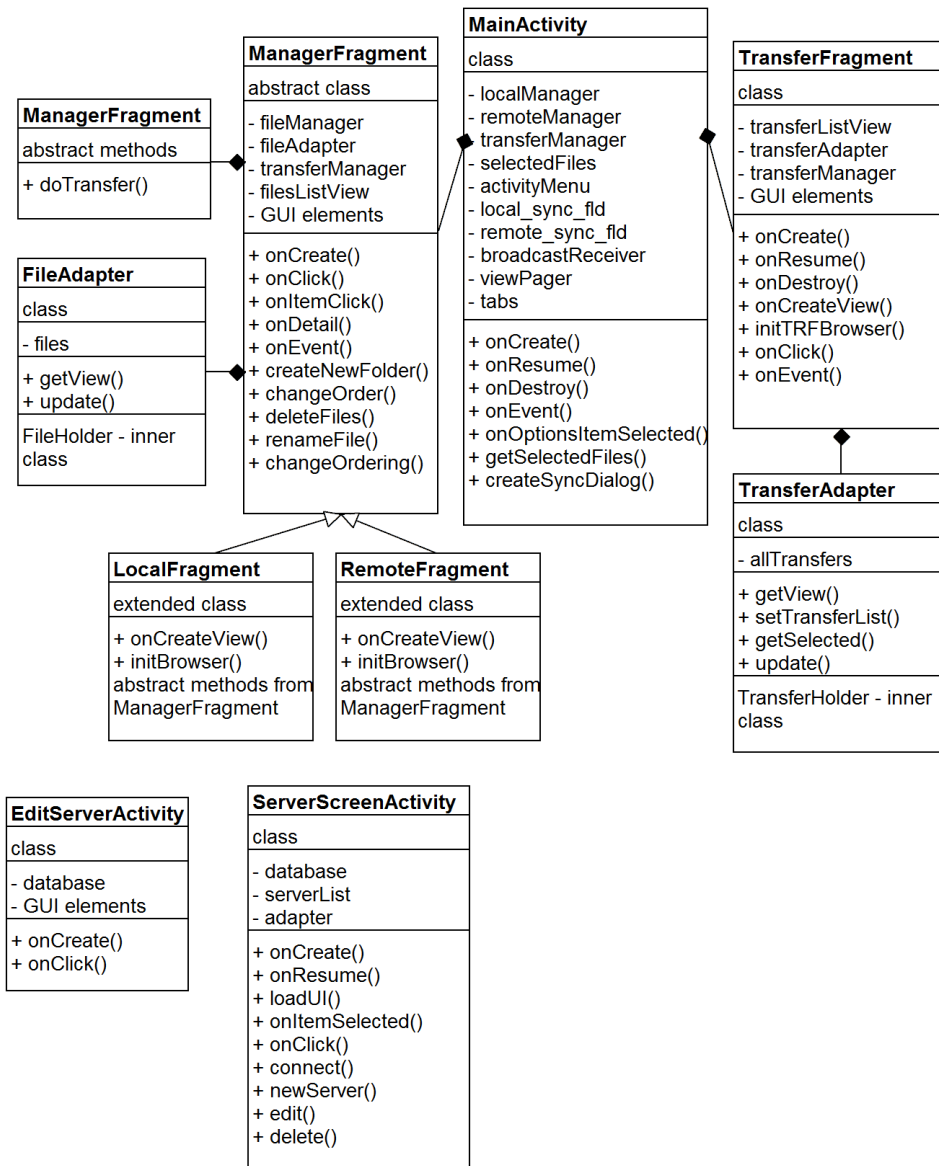 ManagerFragment
abstract methods
+ doTransfer()
FileAdapter
class
- files
+ getView()
+ update()
FileHolder - inner
class
ManagerFragment
abstract class
- fileManager
- fileAdapter
- transferManager
- filesListView
- GUI elements
+ onCreate()
+ onClick()
+ onItemClick()
+ onDetail()
+ onEvent()
+ createNewFolder()
+ changeOrder()
+ deleteFiles()
+ renameFile()
+ changeOrdering()
MainActivity
class
- localManager
- remoteManager
- transferManager
- selectedFiles
- activityMenu
- local_sync_fld
- remote_sync_fld
- broadcastReceiver
- viewPager
- tabs
+ onCreate()
+ onResume()
+ onDestroy()
+ onEvent()
+ onOptionsItemSelected()
+ getSelectedFiles()
+ createSyncDialog()
TransferFragment
class
- transferListView
- transferAdapter
- transferManager
- GUI elements
+ onCreate()
+ onResume()
+ onDestroy()
+ onCreateView()
+ initTRFBrowser()
+ onClick()
+ onEvent()
LocalFragment
extended class
+ onCreateView()
+ initBrowser()
abstract methods from
ManagerFragment
RemoteFragment
extended class
+ onCreateView()
+ initBrowser()
abstract methods from
ManagerFragment
TransferAdapter
class
- allTransfers
+ getView()
+ setTransferList()
+ getSelected()
+ update()
TransferHolder - inner
class
EditServerActivity
class
- database
- GUI elements
+ onCreate()
+ onClick()
ServerScreenActivity
class
- database
- serverList
- adapter
+ onCreate()
+ onResume()
+ loadUI()
+ onItemSelected()
+ onClick()
+ connect()
+ newServer()
+ edit()
+ delete()